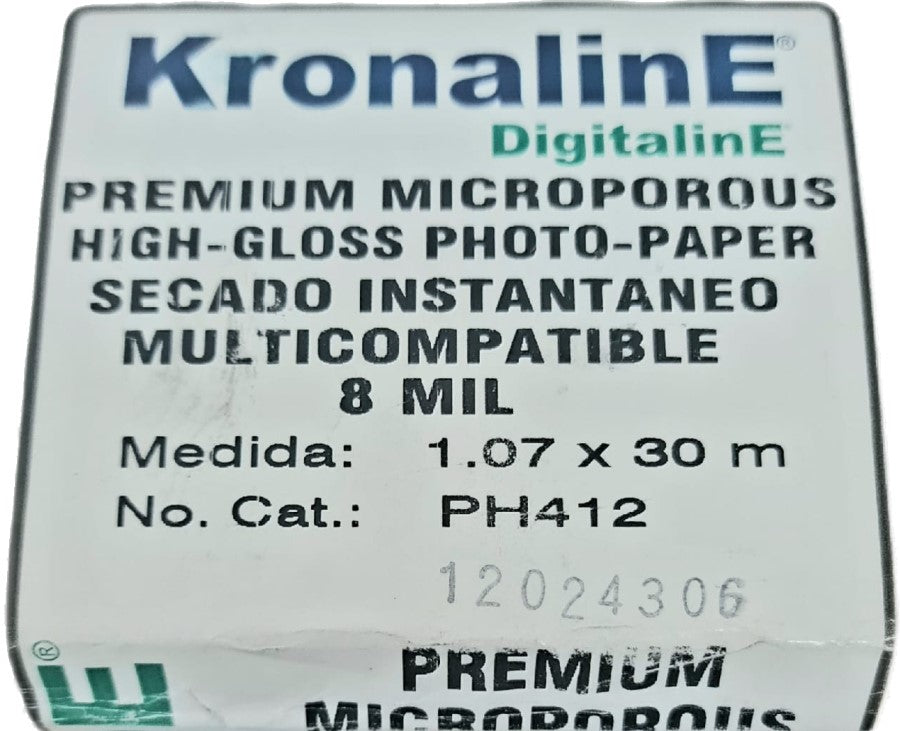 KronalinE®
DigitalinE
PREMIUM MICROPOROUS
HIGH-GLOSS PHOTO-PAPER
SECADO INSTANTANEO
MULTICOMPATIBLE
8 MIL
Medida: 1.07 x 30 m
No. Cat.: PH412
12024306
E®
PREMIUM
MICROPOROUS